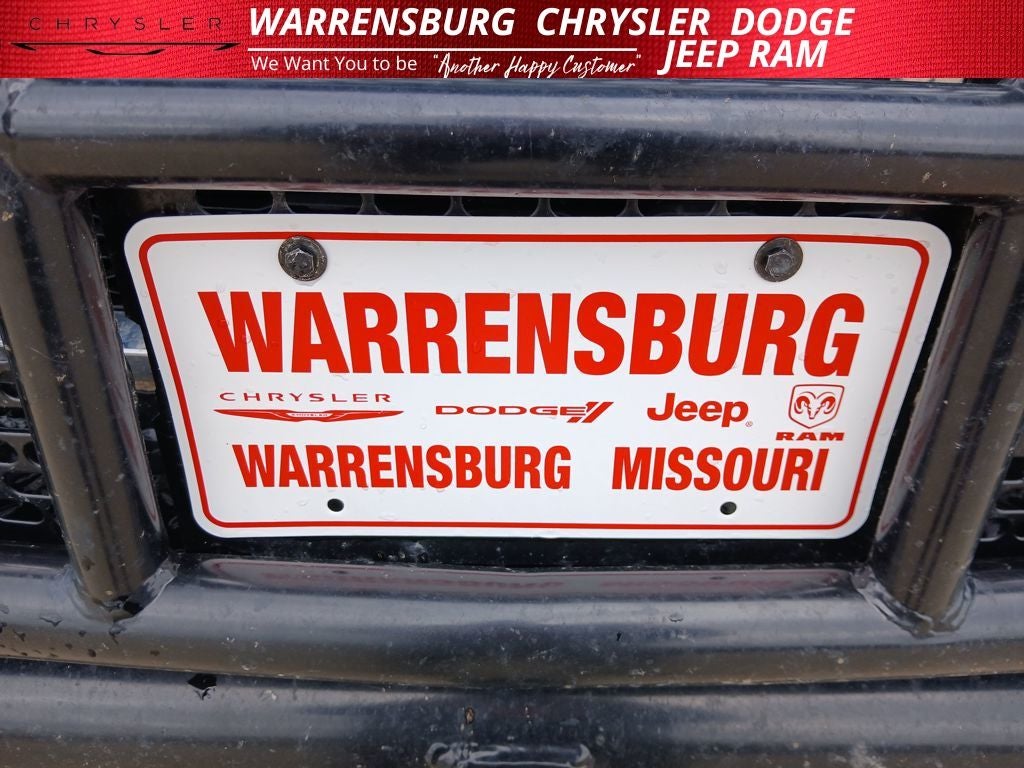 CHRYSLER
WARRENSBURG CHRYSLER DODGE
JEEP RAM
We Want You to be "Another Happy Customer"
WARRENSBURG
CHRYSLER DODGE Jeep® RAM
WARRENSBURG MISSOURI